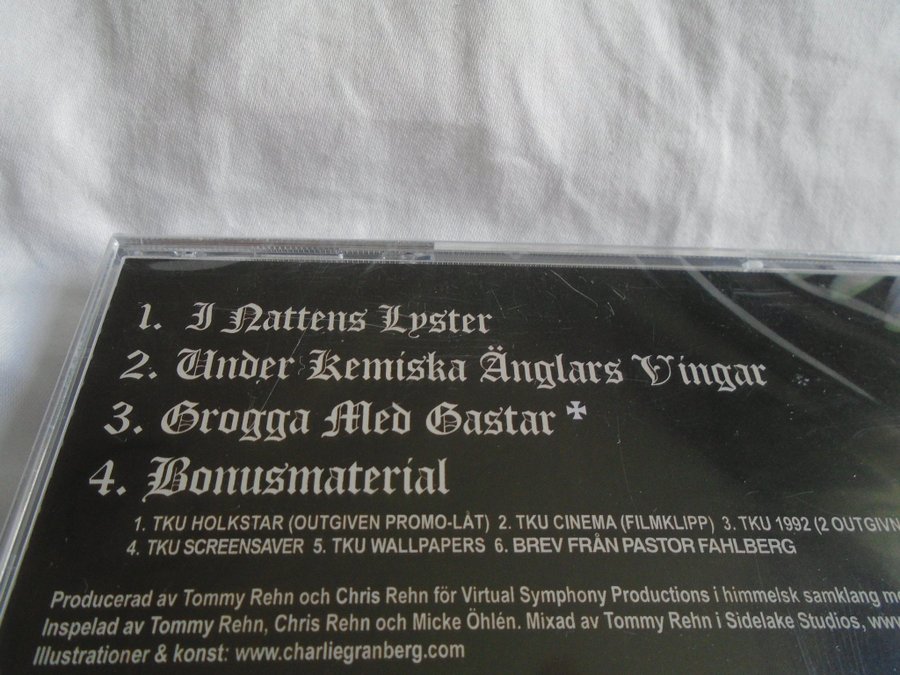 1. I Nattens Lyster
2. Under Kemiska Änglars Vingar
3. Grogga Med Gastar
4. Bonusmaterial
1. TKU HOLKSTAR (OUTGIVEN PROMO-LÅT) 2. TKU CINEMA (FILMKLIPP) 3. TKU 1992 (2 OUTGIVN
4. TKU SCREENSAVER 5. TKU WALLPAPERS 6. BREV FRÅN PASTOR FAHLBERG
Producerad av Tommy Rehn och Chris Rehn för Virtual Symphony Productions i himmelsk samklang me
Inspelad av Tommy Rehn, Chris Rehn och Micke Öhlén. Mixad av Tommy Rehn i Sidelake Studios, www
Illustrationer & konst: www.charliegranberg.com